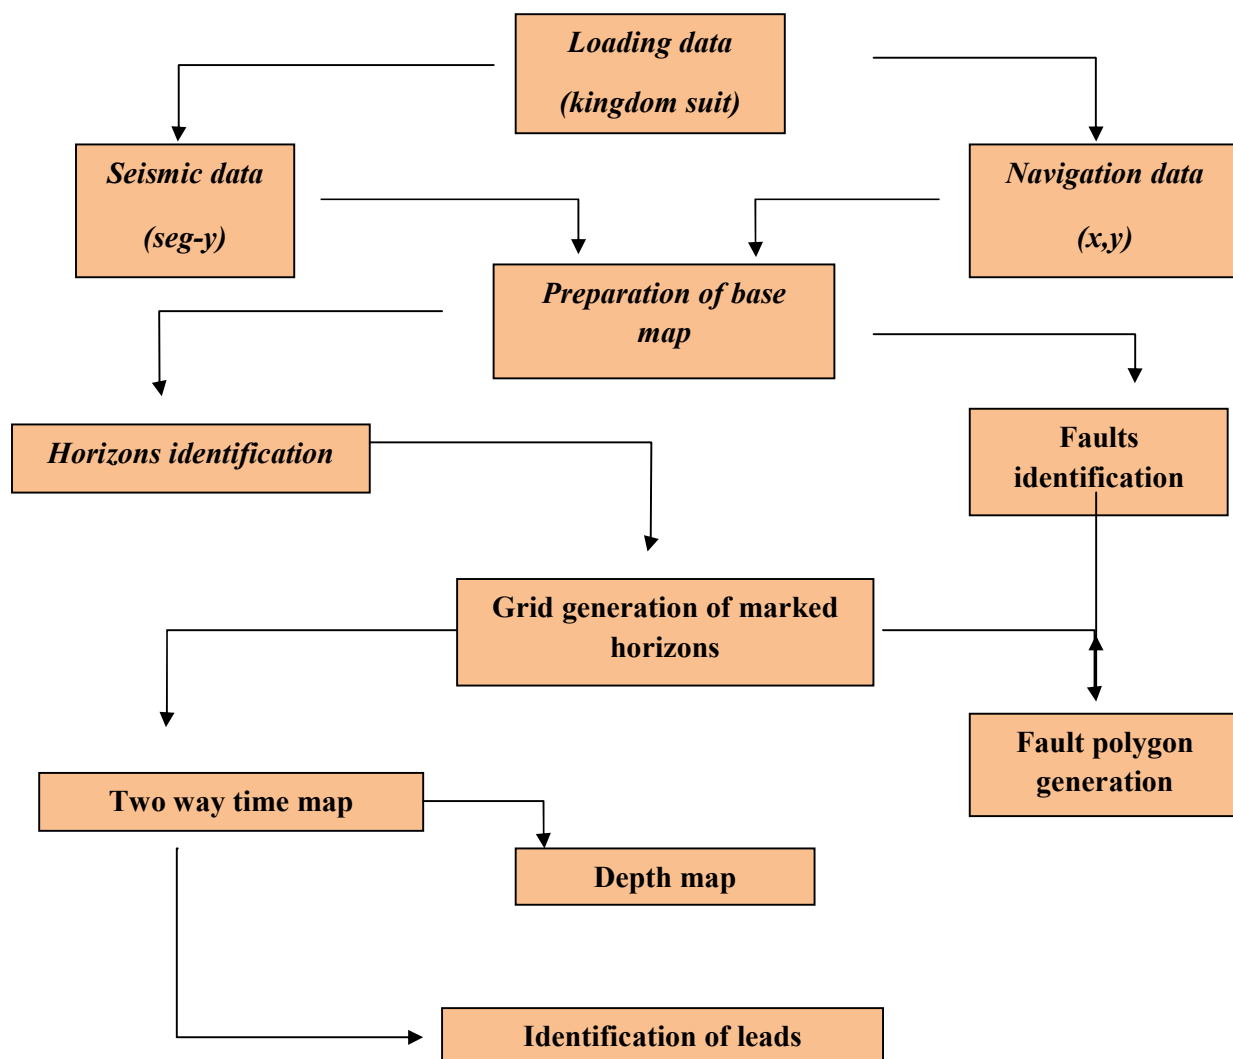 Loading data
(kingdom suit)
Seismic data
(seg-y)
Navigation data
(x,y)
Preparation of base
map
Horizons identification
Faults
identification
Grid generation of marked
horizons
Fault polygon
generation
Two way time map
Depth map
Identification of leads